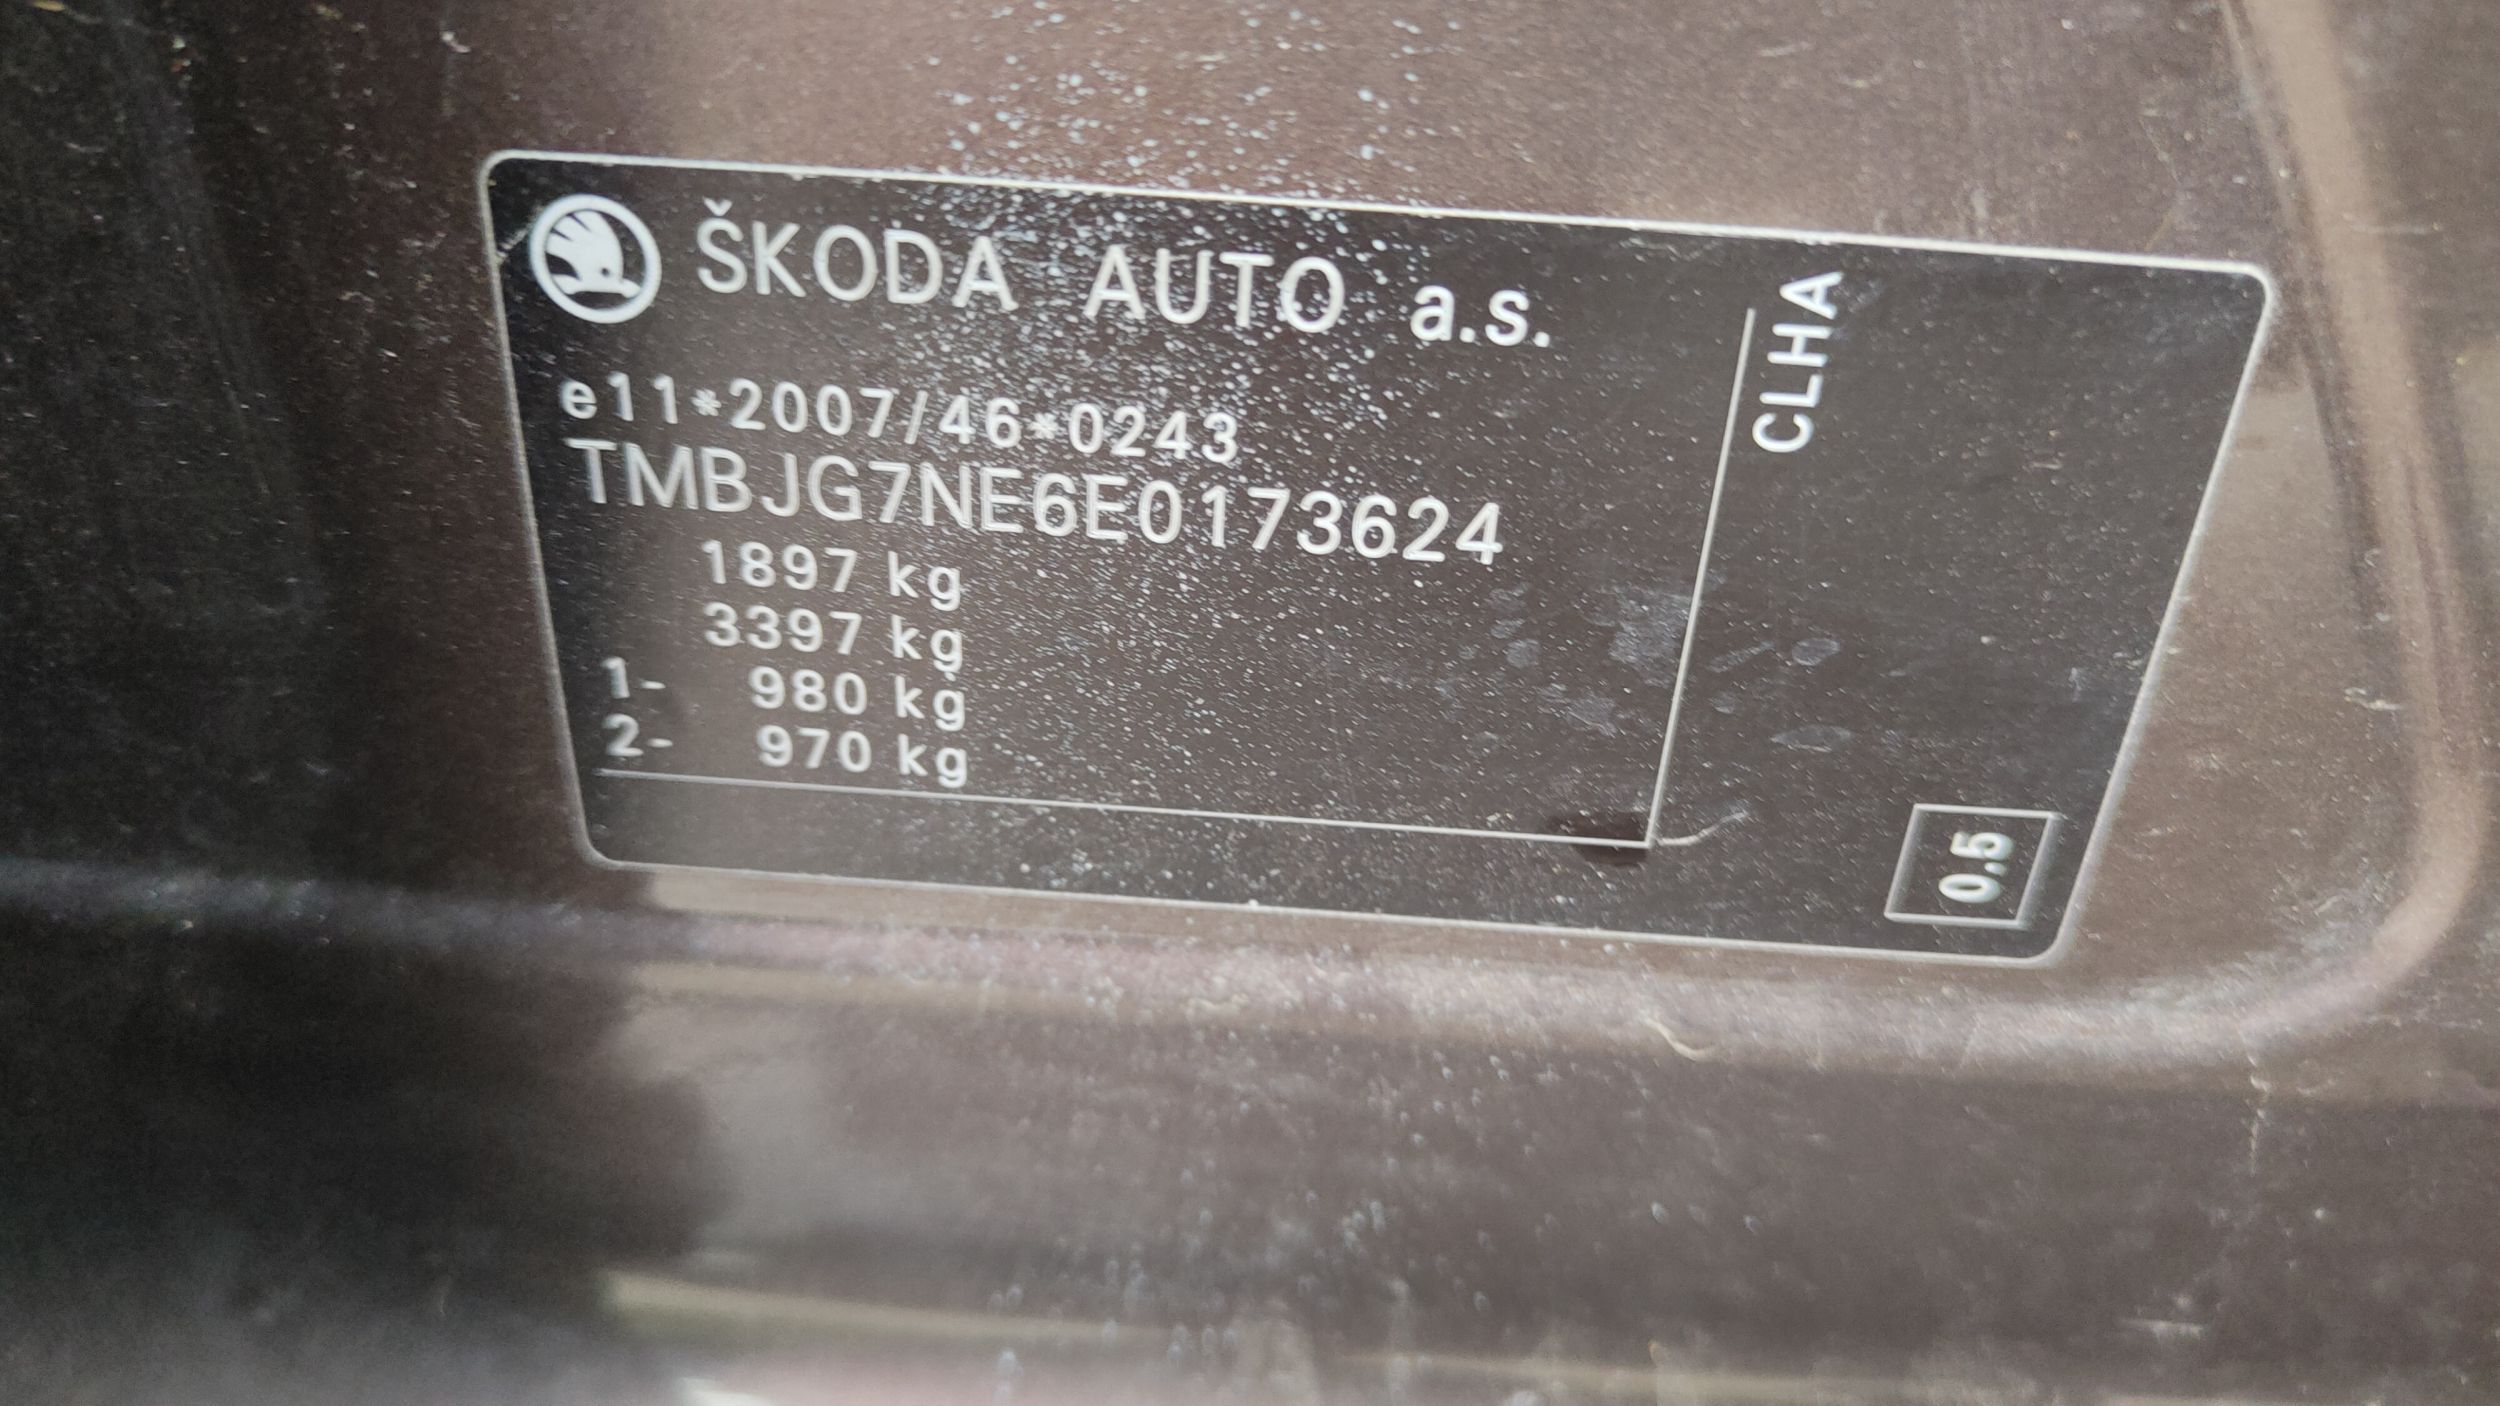 ŠKODA AUTO a.s.
e11*2007/46*0243
TMBJG7NE6E0173624
1897 kg
3397 kg
1- 980 kg
2- 970 kg
CLHA
0.5